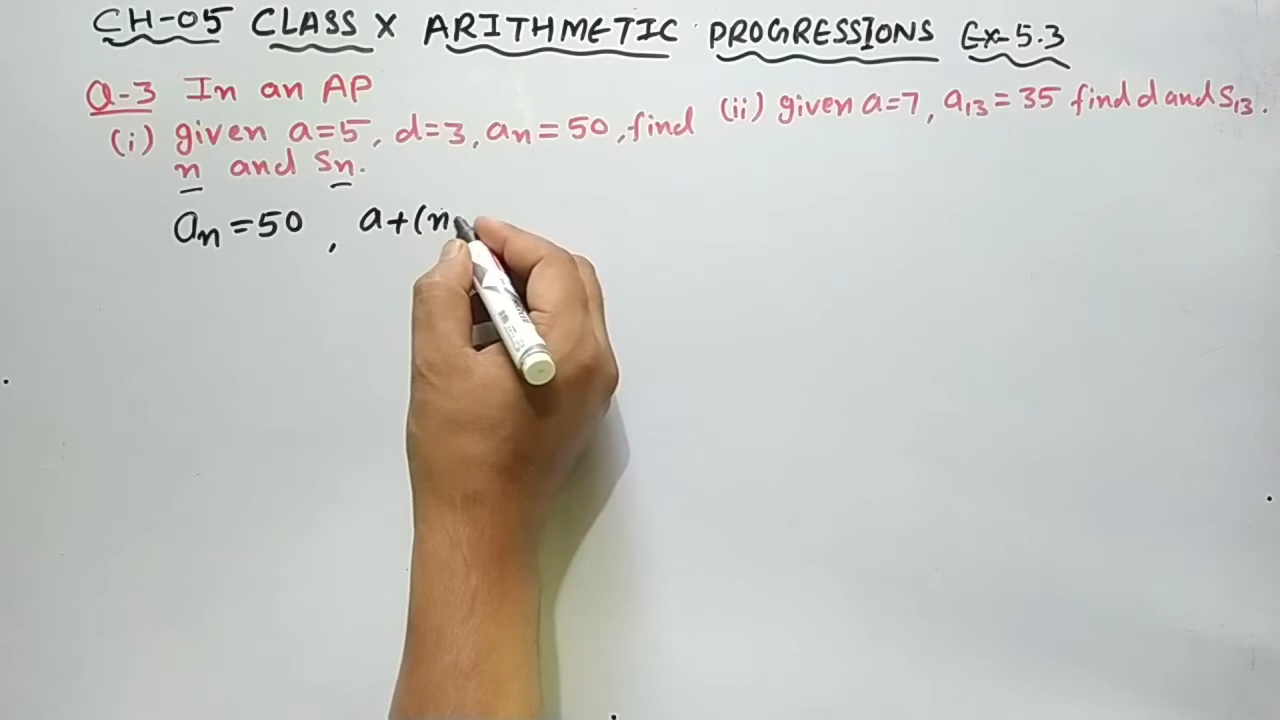 CH-05 CLASS X ARITHMETIC PROGRESSIONS Ex-5.3
Q-3 In an AP
(i) given a=5, d=3, an=50, find
n and Sn.
(ii) given a=7, a13=35 find d and S13.
an=50, a+(n